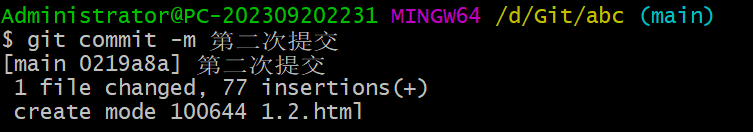 Administrator@PC-202309202231 MINGW64 /d/Git/abc (main)
$ git commit -m 第二次提交
[main 0219a8a] 第二次提交
 1 file changed, 77 insertions(+)
 create mode 100644 1.2.html